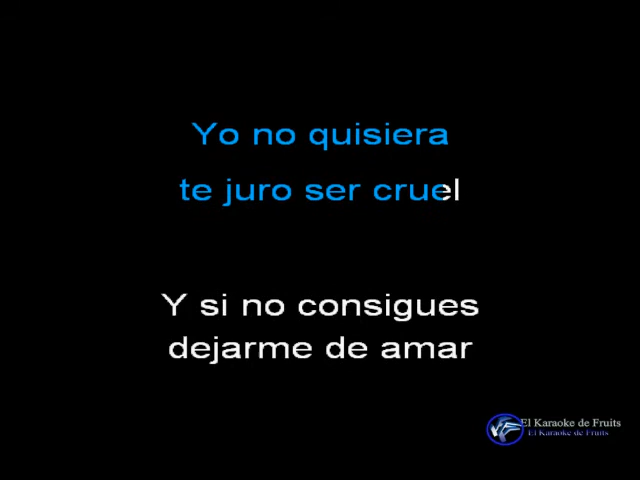 Yo no quisiera
te juro ser cruel
Y si no consigues
dejarme de amar
El Karaoke de Fruits
El Karaoke de Fruits